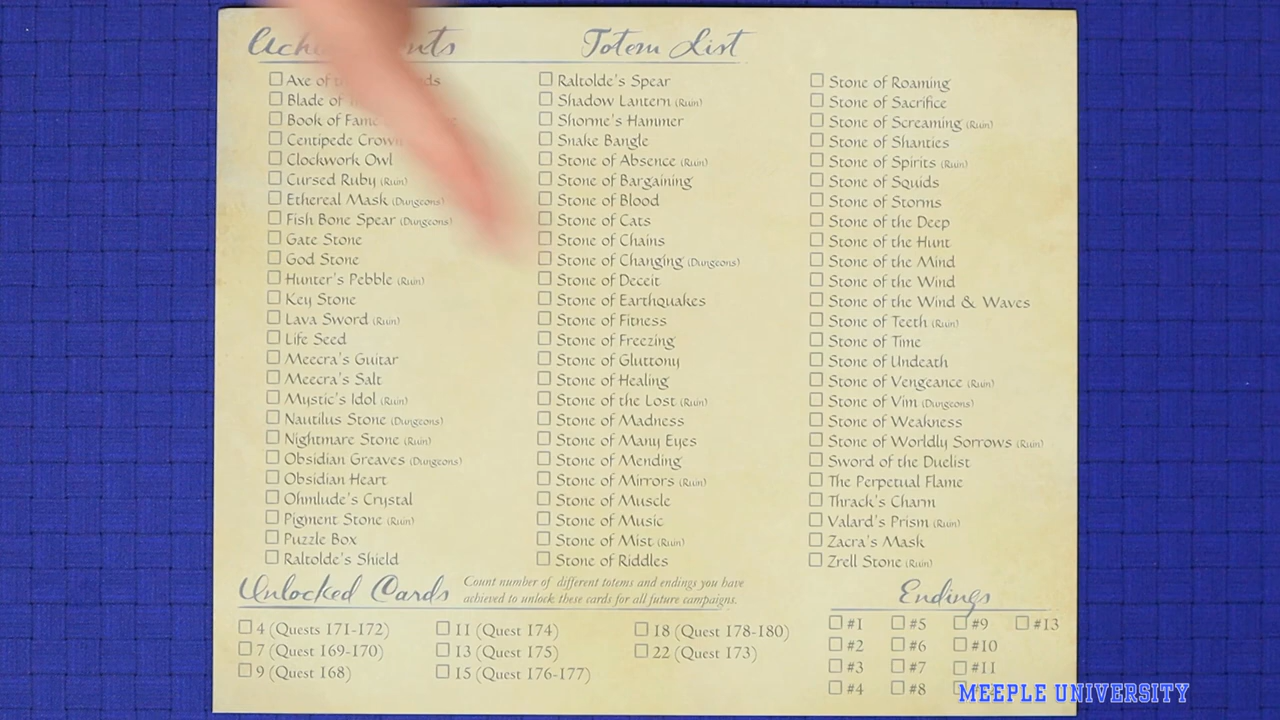 Totem List
Axe of
Blade of
Book of Fame
Centipede Crown
Clockwork Owl
Cursed Ruby (Ruin)
Ethereal Mask (Dungeons)
Fish Bone Spear (Dungeons)
Gate Stone
God Stone
Hunter's Pebble (Ruin)
Key Stone
Lava Sword (Ruin)
Life Seed
Meecra's Guitar
Meecra's Salt
Mystic's Idol (Ruin)
Nautilus Stone (Dungeons)
Nightmare Stone (Ruin)
Obsidian Greaves (Dungeons)
Obsidian Heart
Ohmlude's Crystal
Pigment Stone (Ruin)
Puzzle Box
Raltolde's Shield
Raltolde's Spear
Shadow Lantern (Ruin)
Shorme's Hammer
Snake Bangle
Stone of Absence (Ruin)
Stone of Bargaining
Stone of Blood
Stone of Cats
Stone of Chains
Stone of Changing (Dungeons)
Stone of Deceit
Stone of Earthquakes
Stone of Fitness
Stone of Freezing
Stone of Gluttony
Stone of Healing
Stone of the Lost (Ruin)
Stone of Madness
Stone of Many Eyes
Stone of Mending
Stone of Mirrors (Ruin)
Stone of Muscle
Stone of Music
Stone of Mist (Ruin)
Stone of Riddles
Stone of Roaming
Stone of Sacrifice
Stone of Screaming (Ruin)
Stone of Shanties
Stone of Spirits (Ruin)
Stone of Squids
Stone of Storms
Stone of the Deep
Stone of the Hunt
Stone of the Mind
Stone of the Wind
Stone of the Wind & Waves
Stone of Teeth (Ruin)
Stone of Time
Stone of Undeath
Stone of Vengeance (Ruin)
Stone of Vim (Dungeons)
Stone of Weakness
Stone of Worldly Sorrows (Ruin)
Sword of the Duelist
The Perpetual Flame
Thrack's Charm
Valard's Prism (Ruin)
Zacra's Mask
Zrell Stone (Ruin)
Unlocked Cards
Count number of different totems and endings you have
achieved to unlock these cards for all future campaigns.
4 (Quests 171-172)
7 (Quest 169-170)
9 (Quest 168)
11 (Quest 174)
13 (Quest 175)
15 (Quest 176-177)
18 (Quest 178-180)
22 (Quest 173)
Endings
#1 #5 #9 #13
#2 #6 #10
#3 #7 #11
#4 #8
MEEPLE UNIVERSITY